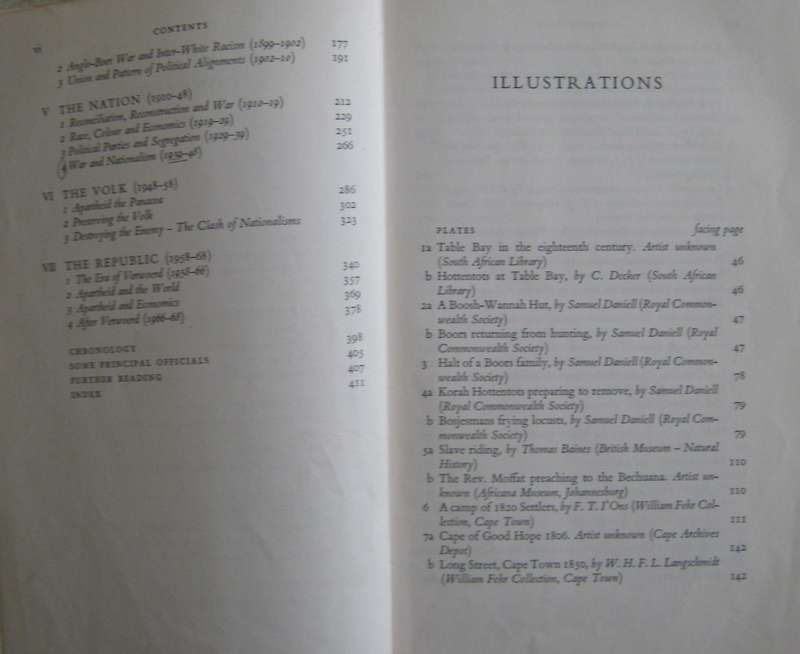 vi CONTENTS
2 Anglo-Boer War and Inter-White Racism (1899–1902) 177
3 Union and Pattern of Political Alignments (1902–10) 191
V THE NATION (1910–48)
1 Reconciliation, Reconstruction and War (1910–19) 212
2 Race, Colour and Economics (1919–29) 229
3 Political Parties and Segregation (1929–39) 251
4 War and Nationalism (1939–48) 266
VI THE VOLK (1948–58)
1 Apartheid the Panacea 286
2 Preserving the Volk 302
3 Destroying the Enemy – The Clash of Nationalisms 323
VII THE REPUBLIC (1958–68)
1 The Era of Verwoerd (1958–66) 340
2 Apartheid and the World 357
3 Apartheid and Economics 369
4 After Verwoerd (1966–68) 378
CHRONOLOGY 398
SOME PRINCIPAL OFFICIALS 405
FURTHER READING 407
INDEX 411
ILLUSTRATIONS
PLATES facing page
1a Table Bay in the eighteenth century. Artist unknown
(South African Library) 46
b Hottentots at Table Bay, by C. Decker (South African
Library) 46
2a A Boosh-Wannah Hut, by Samuel Daniell (Royal Common-
wealth Society) 47
b Boors returning from hunting, by Samuel Daniell (Royal
Commonwealth Society) 47
3 Halt of a Boors family, by Samuel Daniell (Royal Common-
wealth Society) 78
4a Korah Hottentots preparing to remove, by Samuel Daniell
(Royal Commonwealth Society) 79
b Bosjesmans frying locusts, by Samuel Daniell (Royal Com-
monwealth Society) 79
5a Slave riding, by Thomas Baines (British Museum – Natural
History) 110
b The Rev. Moffat preaching to the Bechuana. Artist un-
known (Africana Museum, Johannesburg) 110
6 A camp of 1820 Settlers, by F. T. I'Ons (William Fehr Col-
lection, Cape Town) 111
7a Cape of Good Hope 1806. Artist unknown (Cape Archives
Depot) 142
b Long Street, Cape Town 1850, by W. H. F. L. Langschmidt
(William Fehr Collection, Cape Town) 142